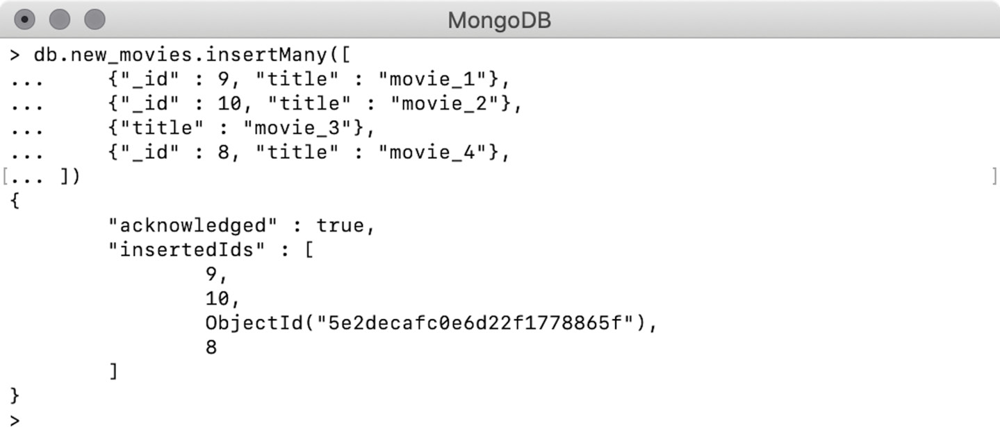 MongoDB
> db.new_movies.insertMany([
...     {"_id" : 9, "title" : "movie_1"},
...     {"_id" : 10, "title" : "movie_2"},
...     {"title" : "movie_3"},
...     {"_id" : 8, "title" : "movie_4"},
[... ]) ]
{
        "acknowledged" : true,
        "insertedIds" : [
                9,
                10,
                ObjectId("5e2decafc0e6d22f1778865f"),
                8
        ]
}
>